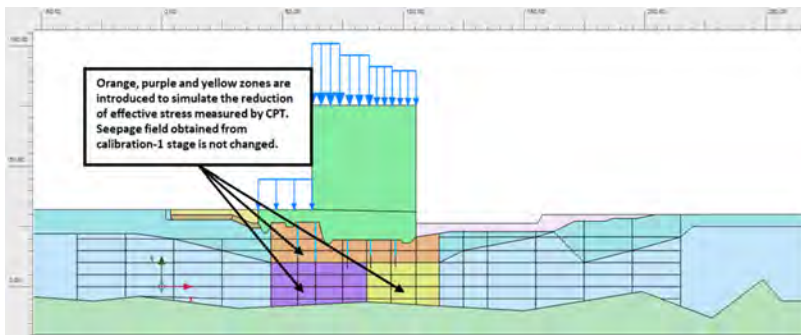 Orange, purple and yellow zones are
introduced to simulate the reduction
of effective stress measured by CPT.
Seepage field obtained from
calibration-1 stage is not changed.